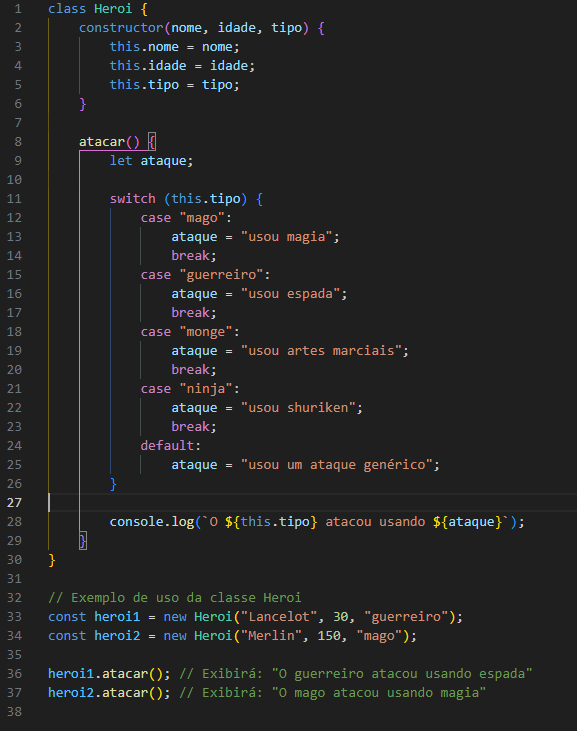 1 class Heroi {
2     constructor(nome, idade, tipo) {
3         this.nome = nome;
4         this.idade = idade;
5         this.tipo = tipo;
6     }
7
8     atacar() {
9         let ataque;
10
11         switch (this.tipo) {
12             case "mago":
13                 ataque = "usou magia";
14                 break;
15             case "guerreiro":
16                 ataque = "usou espada";
17                 break;
18             case "monge":
19                 ataque = "usou artes marciais";
20                 break;
21             case "ninja":
22                 ataque = "usou shuriken";
23                 break;
24             default:
25                 ataque = "usou um ataque genérico";
26         }
27
28         console.log(`O ${this.tipo} atacou usando ${ataque}`);
29     }
30 }
31
32 // Exemplo de uso da classe Heroi
33 const heroi1 = new Heroi("Lancelot", 30, "guerreiro");
34 const heroi2 = new Heroi("Merlin", 150, "mago");
35
36 heroi1.atacar(); // Exibirá: "O guerreiro atacou usando espada"
37 heroi2.atacar(); // Exibirá: "O mago atacou usando magia"
38